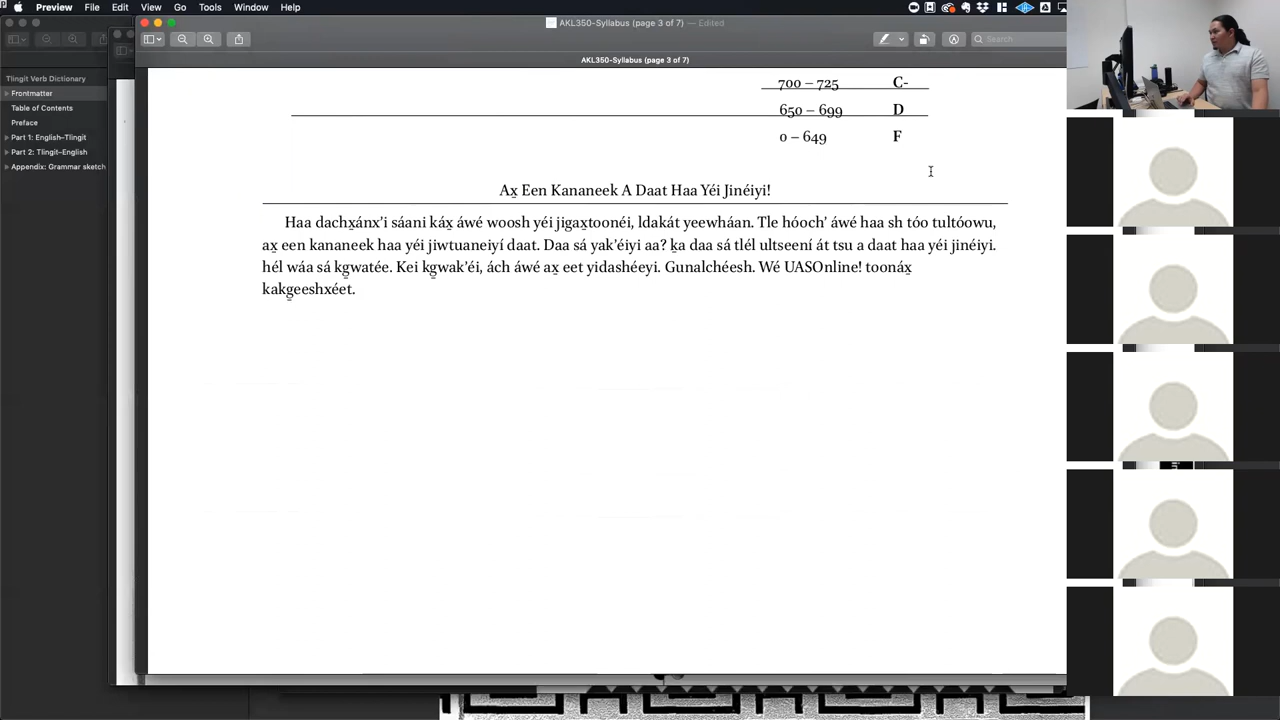 Preview File Edit View Go Tools Window Help
AKL350-Syllabus (page 3 of 7) — Edited
Search
AKL350-Syllabus (page 3 of 7)
Tlingit Verb Dictionary
Frontmatter
Table of Contents
Preface
Part 1: English–Tlingit
Part 2: Tlingit–English
Appendix: Grammar sketch
700 – 725 C-
650 – 699 D
0 – 649 F
Ax̱ Een Kananeek A Daat Haa Yéi Jinéiyi!
Haa dachx̱ánx’i sáani káx̱ áwé woosh yéi jigax̱toonéi, ldakát yeewháan. Tle hóoch’ áwé haa sh tóo tultóowu,
ax̱ een kananeek haa yéi jiwtuaneiyí daat. Daa sá yak’éiyi aa? ḵa daa sá tlél ultseení át tsu a daat haa yéi jinéiyi.
hél wáa sá kg̱watée. Kei kg̱wak’éi, ách áwé ax̱ eet yidashéeyi. Gunalchéesh. Wé UASOnline! toonáx̱
kakg̱eeshxéet.